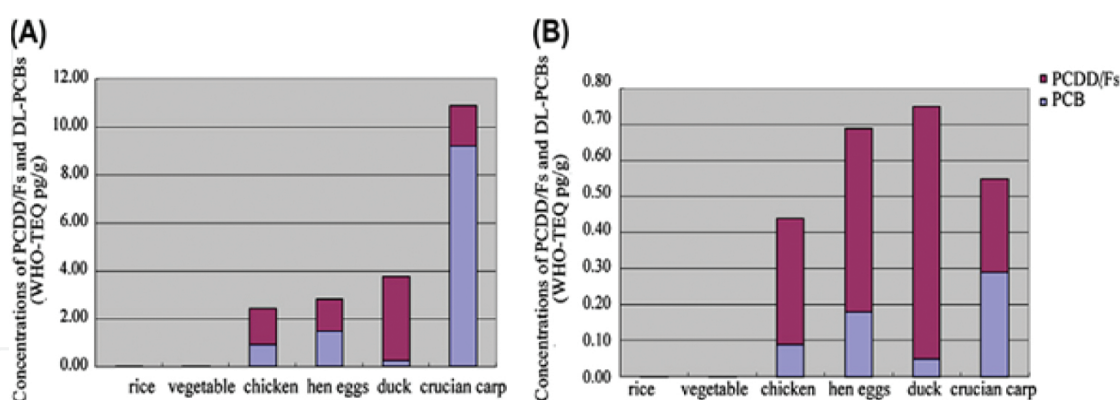 (A)
Concentrations of PCDD/Fs and DL-PCBs
(WHO-TEQ pg/g)
12.00
10.00
8.00
6.00
4.00
2.00
0.00
rice vegetable chicken hen eggs duck crucian carp
(B)
Concentrations of PCDD/Fs and DL-PCBs
(WHO-TEQ pg/g)
0.80
0.70
0.60
0.50
0.40
0.30
0.20
0.10
0.00
rice vegetable chicken hen eggs duck crucian carp
PCDD/Fs
PCB